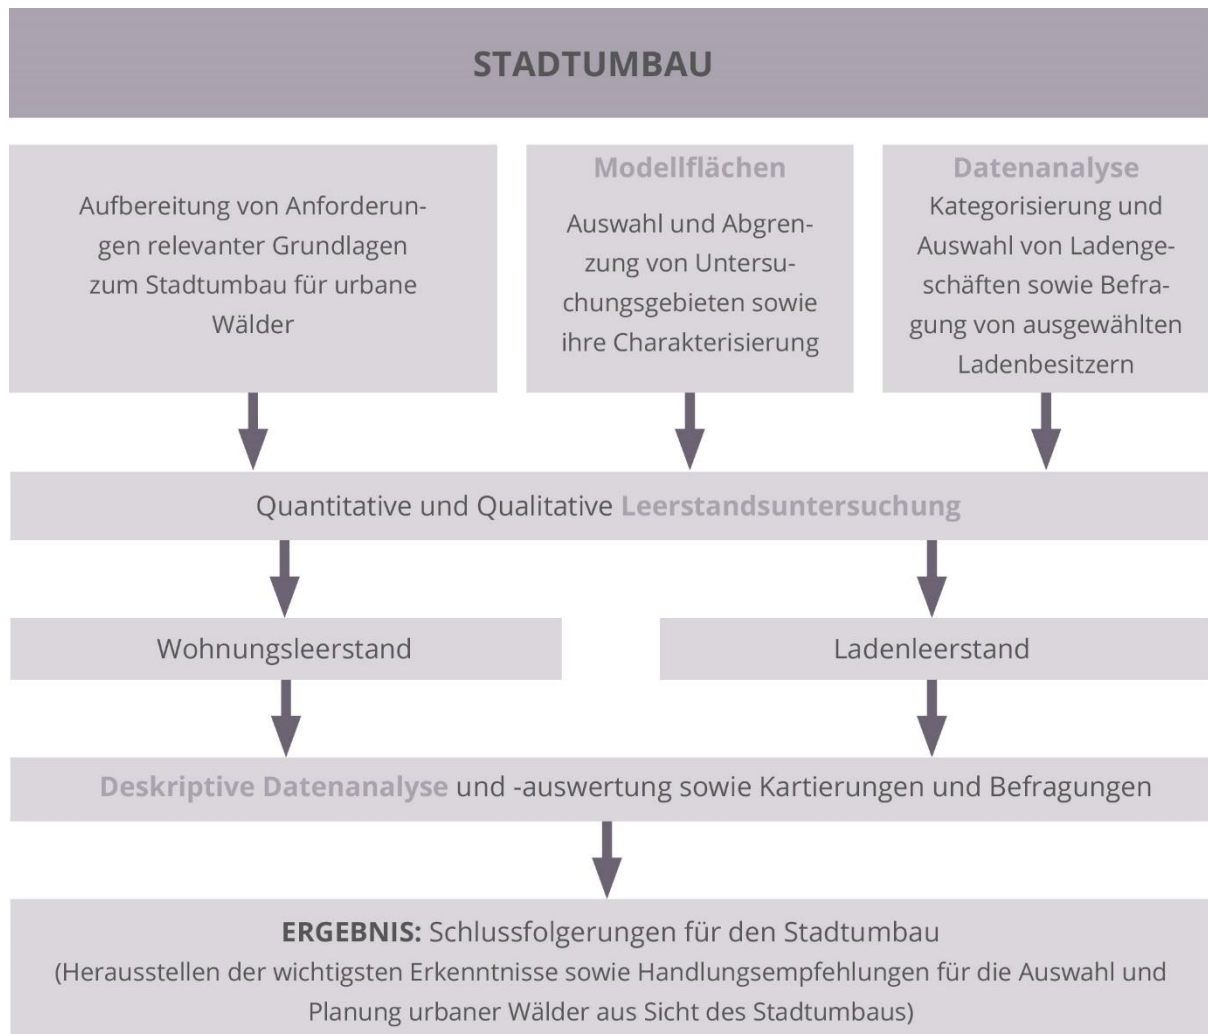 STADTUMBAU
Aufbereitung von Anforderun-
gen relevanter Grundlagen
zum Stadtumbau für urbane
Wälder
Modellflächen
Auswahl und Abgren-
zung von Untersu-
chungsgebieten sowie
ihre Charakterisierung
Datenanalyse
Kategorisierung und
Auswahl von Ladenge-
schäften sowie Befra-
gung von ausgewählten
Ladenbesitzern
Quantitative und Qualitative Leerstandsuntersuchung
Wohnungsleerstand
Ladenleerstand
Deskriptive Datenanalyse und -auswertung sowie Kartierungen und Befragungen
ERGEBNIS: Schlussfolgerungen für den Stadtumbau
(Herausstellen der wichtigsten Erkenntnisse sowie Handlungsempfehlungen für die Auswahl und
Planung urbaner Wälder aus Sicht des Stadtumbaus)